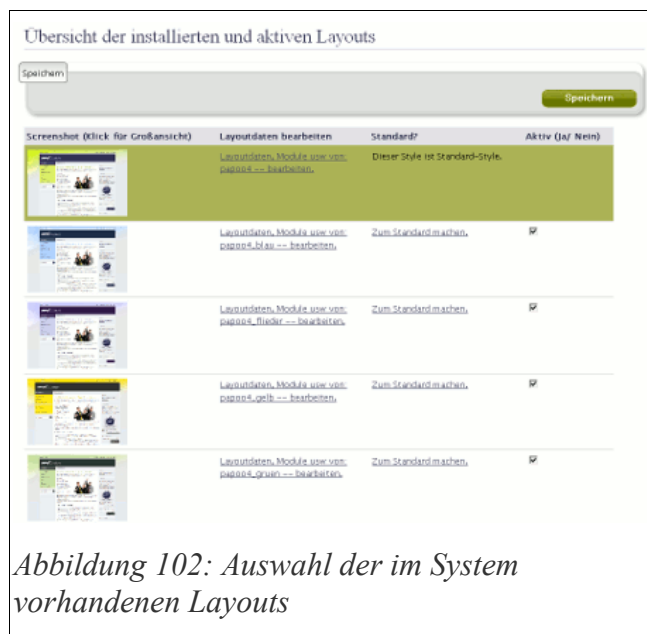 Übersicht der installierten und aktiven Layouts
Speichern
Speichern
Screenshot (Klick für Großansicht) Layoutdaten bearbeiten Standard? Aktiv (Ja/ Nein)
Layoutdaten, Module usw von: Dieser Style ist Standard-Style.
papoo4 -- bearbeiten.
Layoutdaten, Module usw von: Zum Standard machen.
papoo4_blau -- bearbeiten.
Layoutdaten, Module usw von: Zum Standard machen.
papoo4_flieder -- bearbeiten.
Layoutdaten, Module usw von: Zum Standard machen.
papoo4_gelb -- bearbeiten.
Layoutdaten, Module usw von: Zum Standard machen.
papoo4_gruen -- bearbeiten.
Abbildung 102: Auswahl der im System
vorhandenen Layouts